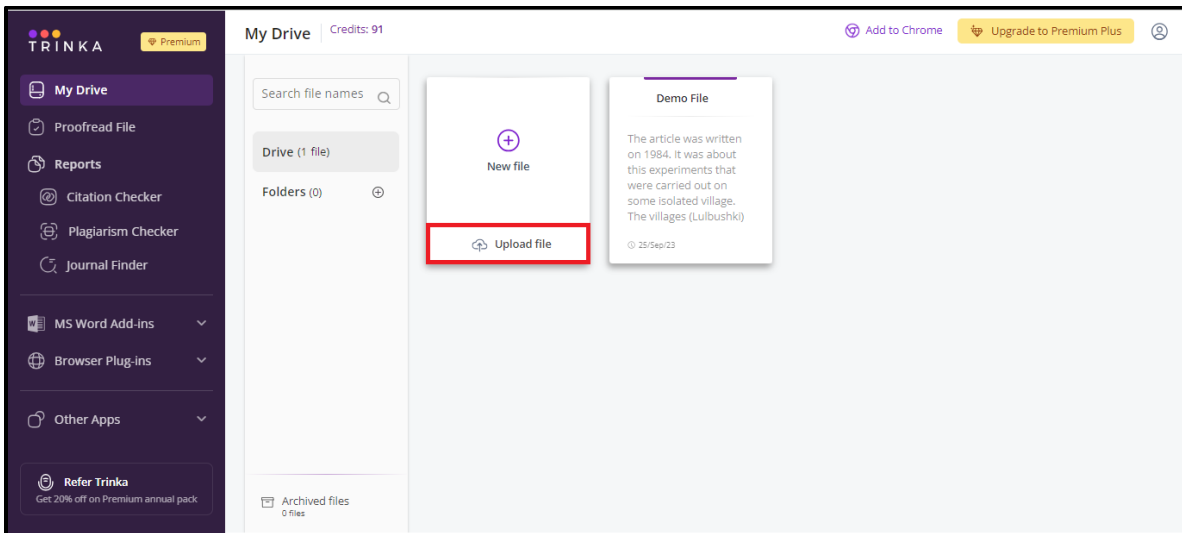 TRINKA
Premium
My Drive
Proofread File
Reports
Citation Checker
Plagiarism Checker
Journal Finder
MS Word Add-ins
Browser Plug-ins
Other Apps
Refer Trinka
Get 20% off on Premium annual pack
My Drive
Credits: 91
Add to Chrome
Upgrade to Premium Plus
Search file names
Drive (1 file)
Folders (0)
Archived files
0 files
New file
Upload file
Demo File
The article was written
on 1984. It was about
this experiments that
were carried out on
some isolated village.
The villages (Lulbushki)
25/Sep/23